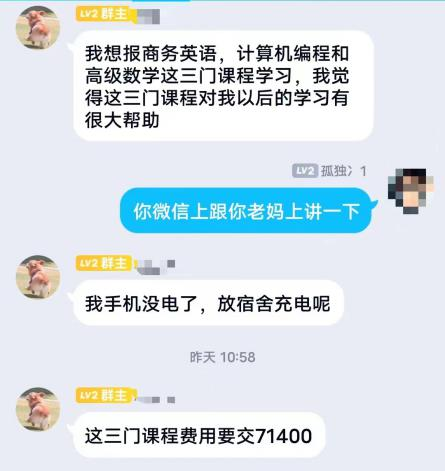 LV2 群主
我想报商务英语，计算机编程和
高级数学这三门课程学习，我觉
得这三门课程对我以后的学习有
很大帮助
LV2 孤独冫1
你微信上跟你老妈上讲一下
LV2 群主
我手机没电了，放宿舍充电呢
昨天 10:58
LV2 群主
这三门课程费用要交71400